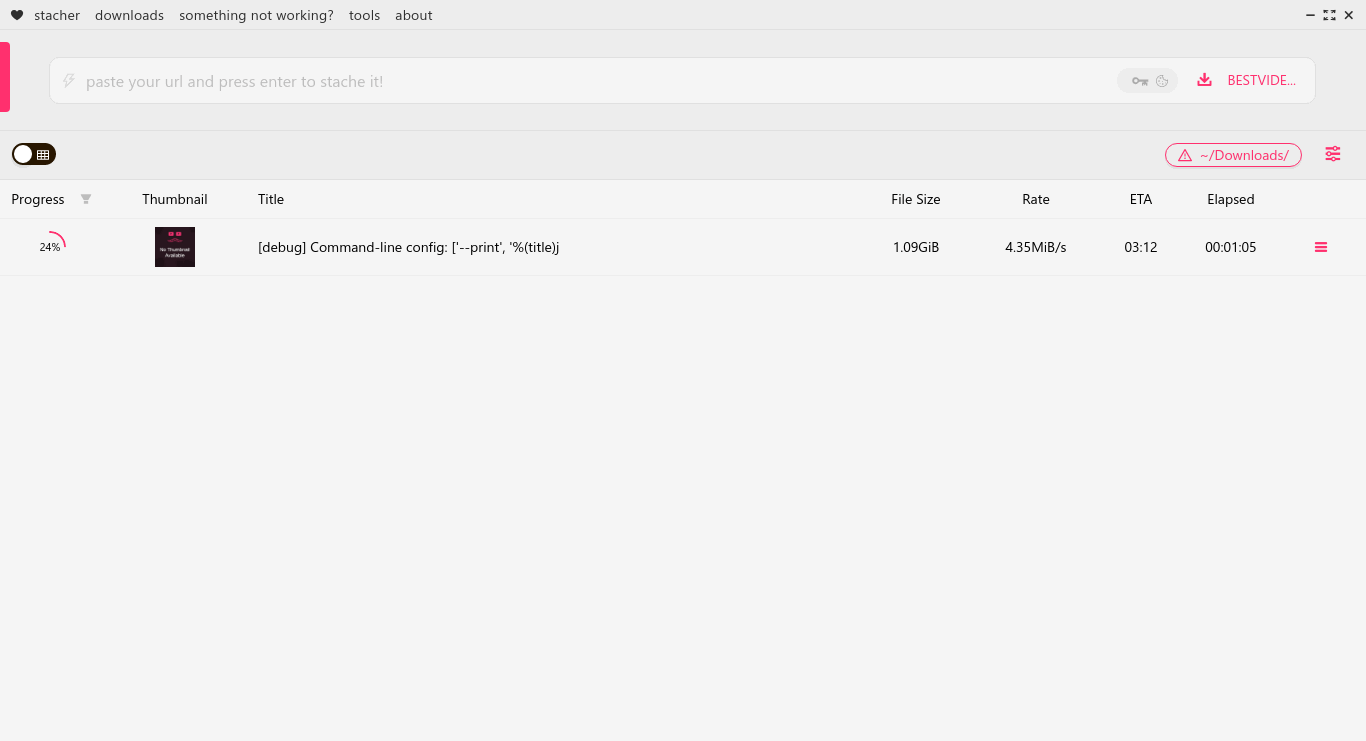 stacher downloads something not working? tools about
paste your url and press enter to stache it! BESTVIDE...
~/Downloads/
Progress Thumbnail Title File Size Rate ETA Elapsed
24% No Thumbnail Available [debug] Command-line config: ['--print', '%(title)j 1.09GiB 4.35MiB/s 03:12 00:01:05